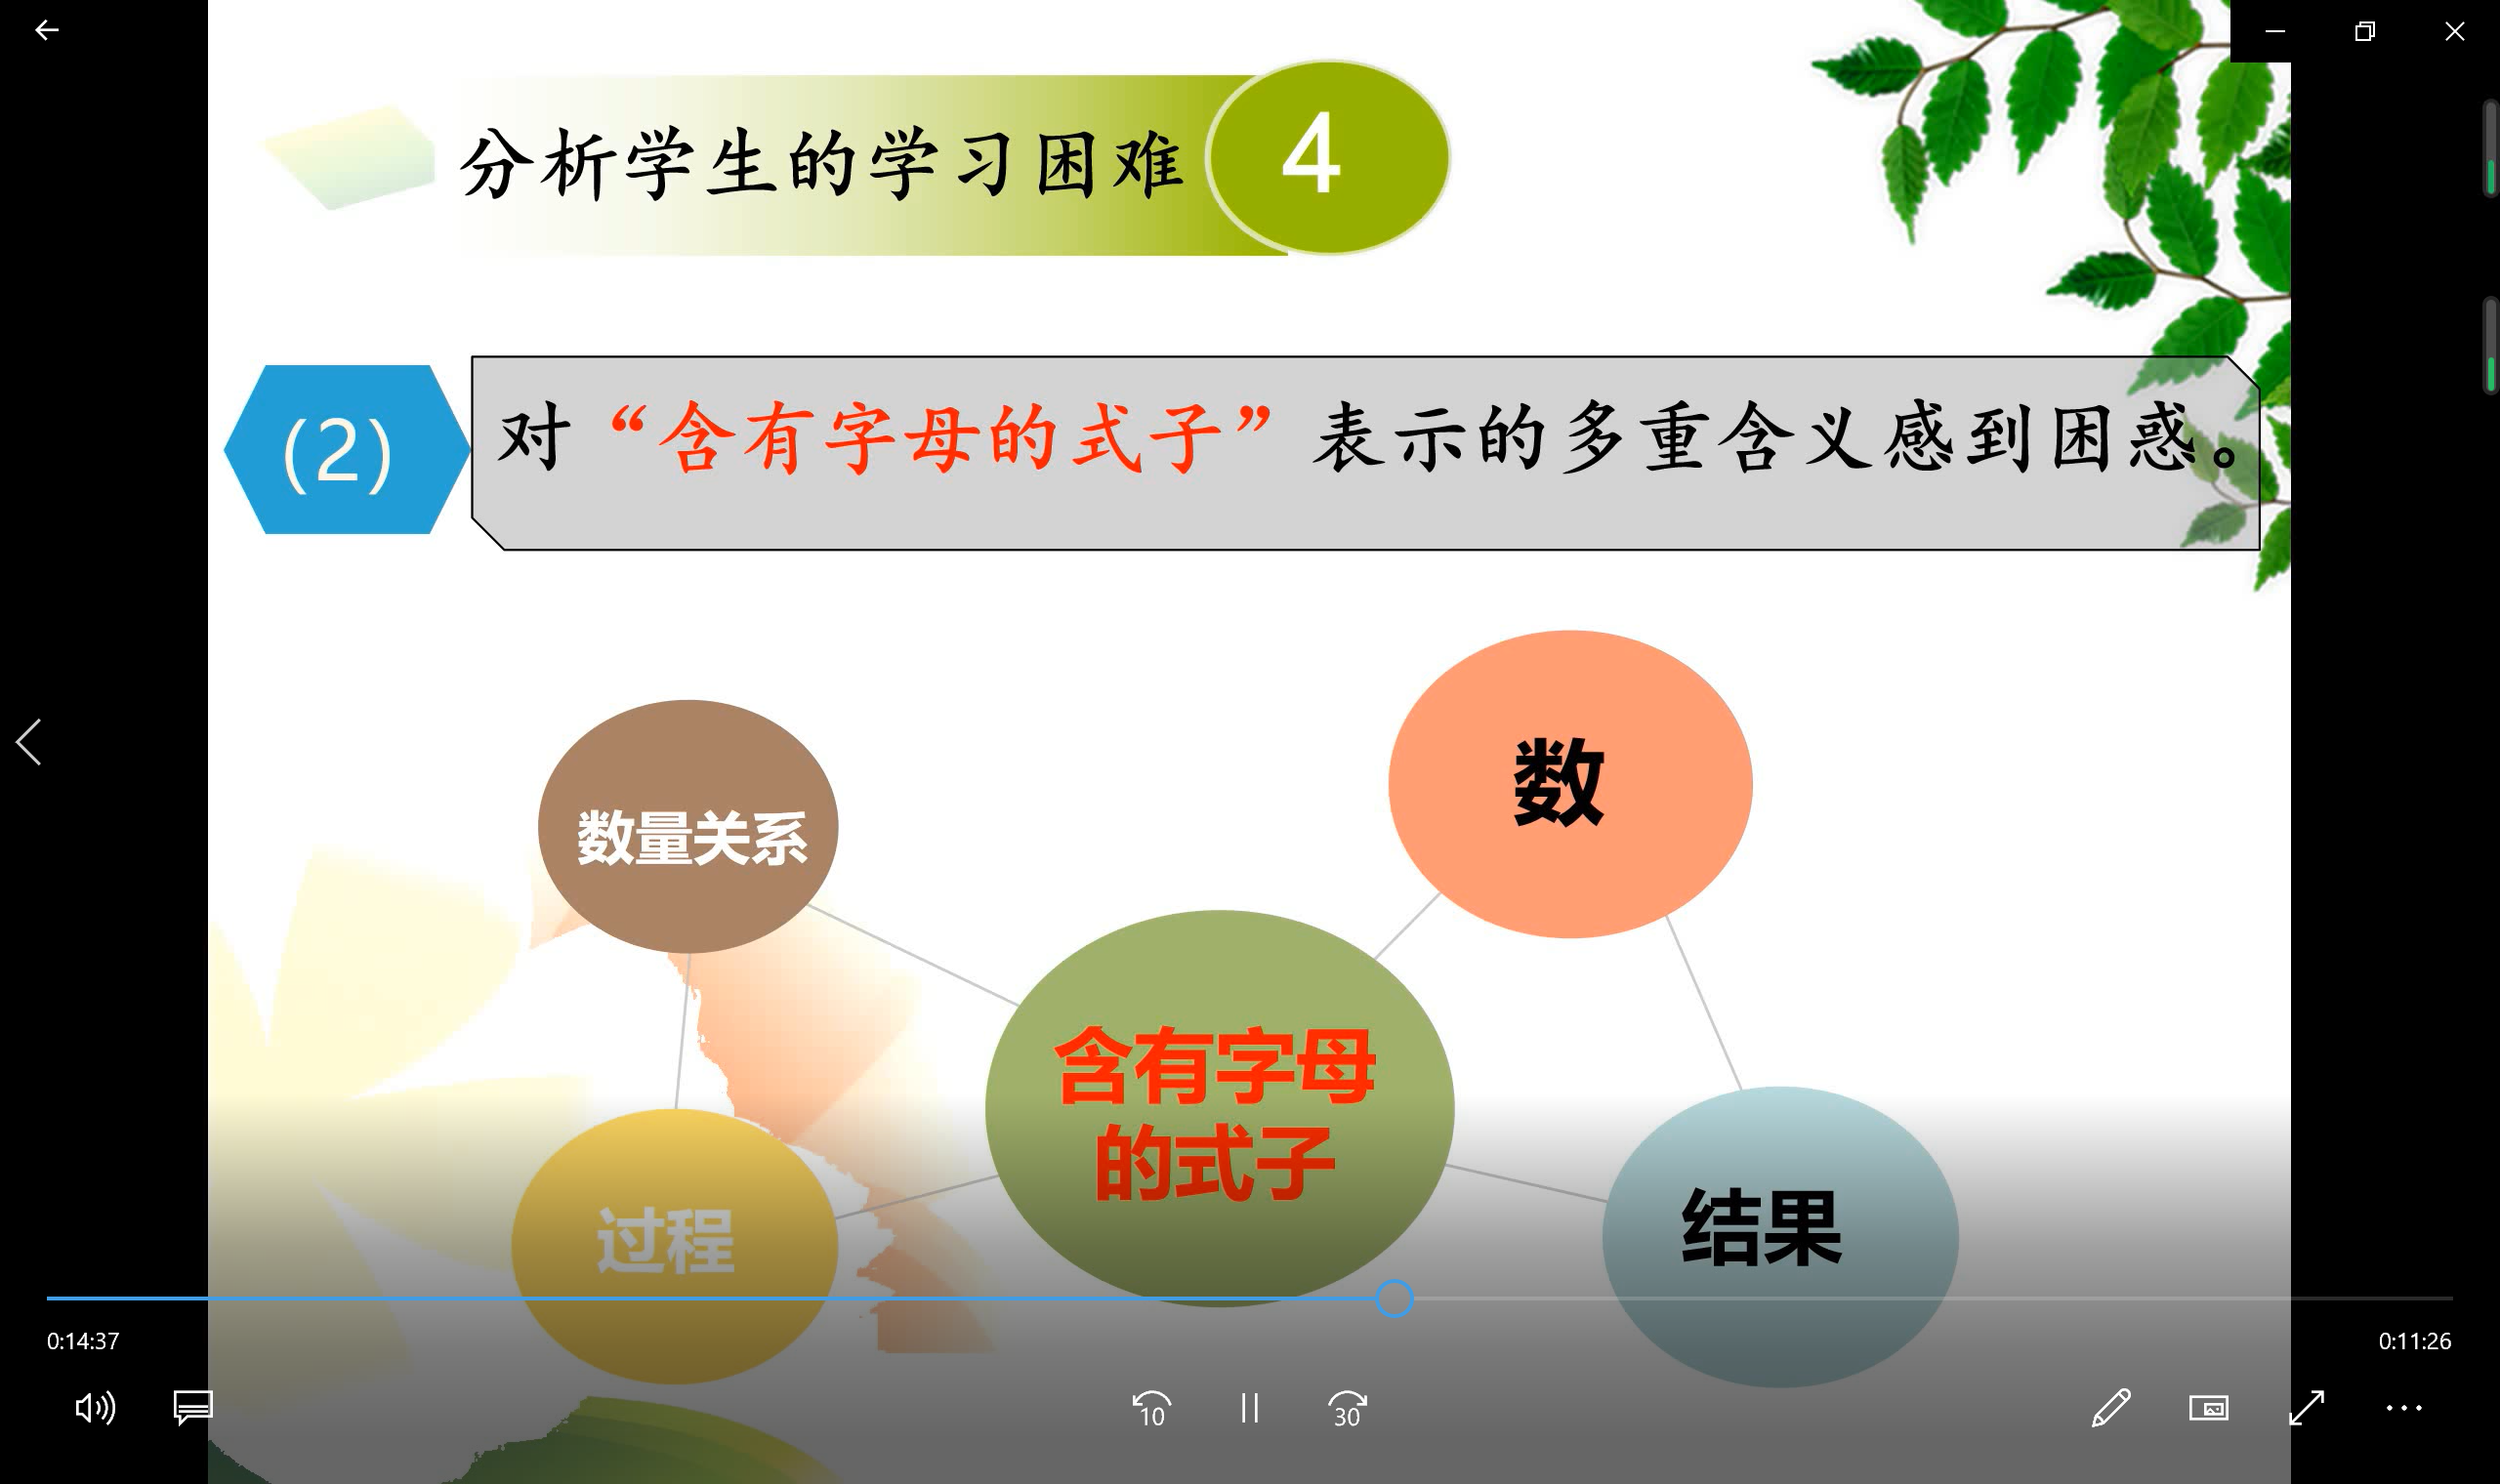 分析学生的学习困难
4
(2)
对“含有字母的式子”表示的多重含义感到困惑。
数量关系
数
含有字母
的式子
过程
结果
0:14:37
0:11:26
10
30